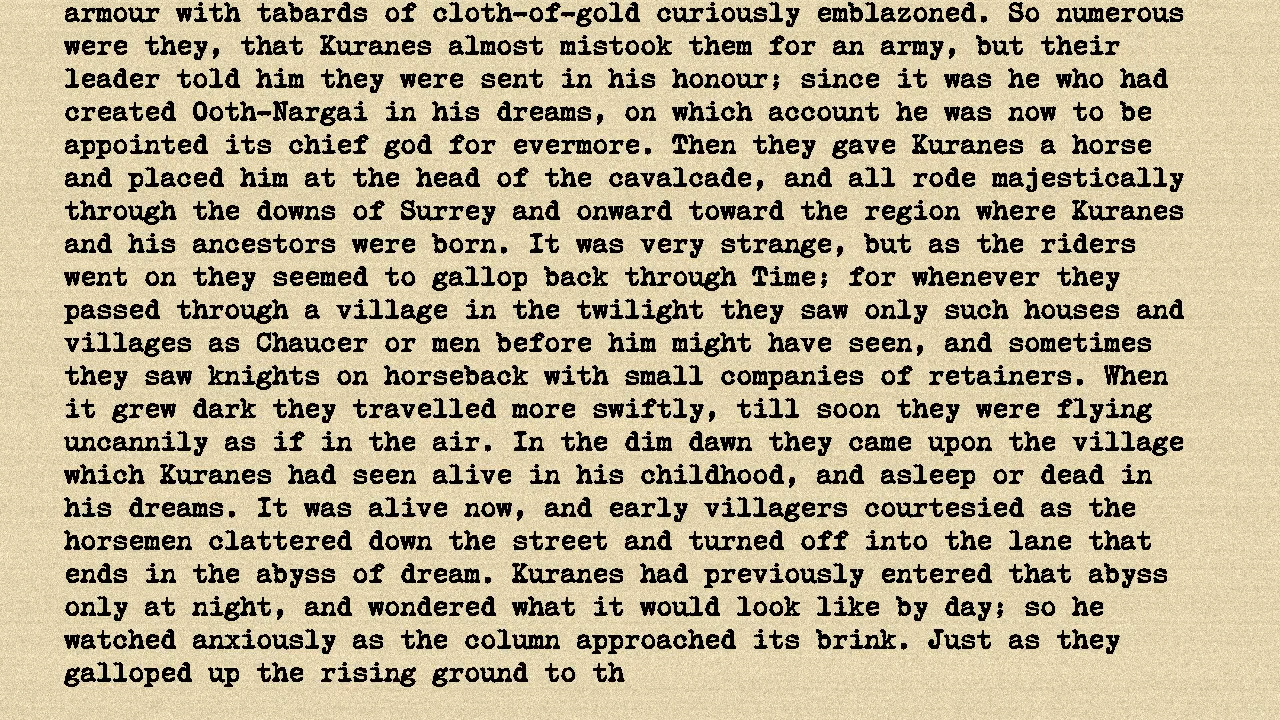 armour with tabards of cloth-of-gold curiously emblazoned. So numerous
were they, that Kuranes almost mistook them for an army, but their
leader told him they were sent in his honour; since it was he who had
created Ooth-Nargai in his dreams, on which account he was now to be
appointed its chief god for evermore. Then they gave Kuranes a horse
and placed him at the head of the cavalcade, and all rode majestically
through the downs of Surrey and onward toward the region where Kuranes
and his ancestors were born. It was very strange, but as the riders
went on they seemed to gallop back through Time; for whenever they
passed through a village in the twilight they saw only such houses and
villages as Chaucer or men before him might have seen, and sometimes
they saw knights on horseback with small companies of retainers. When
it grew dark they travelled more swiftly, till soon they were flying
uncannily as if in the air. In the dim dawn they came upon the village
which Kuranes had seen alive in his childhood, and asleep or dead in
his dreams. It was alive now, and early villagers courtesied as the
horsemen clattered down the street and turned off into the lane that
ends in the abyss of dream. Kuranes had previously entered that abyss
only at night, and wondered what it would look like by day; so he
watched anxiously as the column approached its brink. Just as they
galloped up the rising ground to th